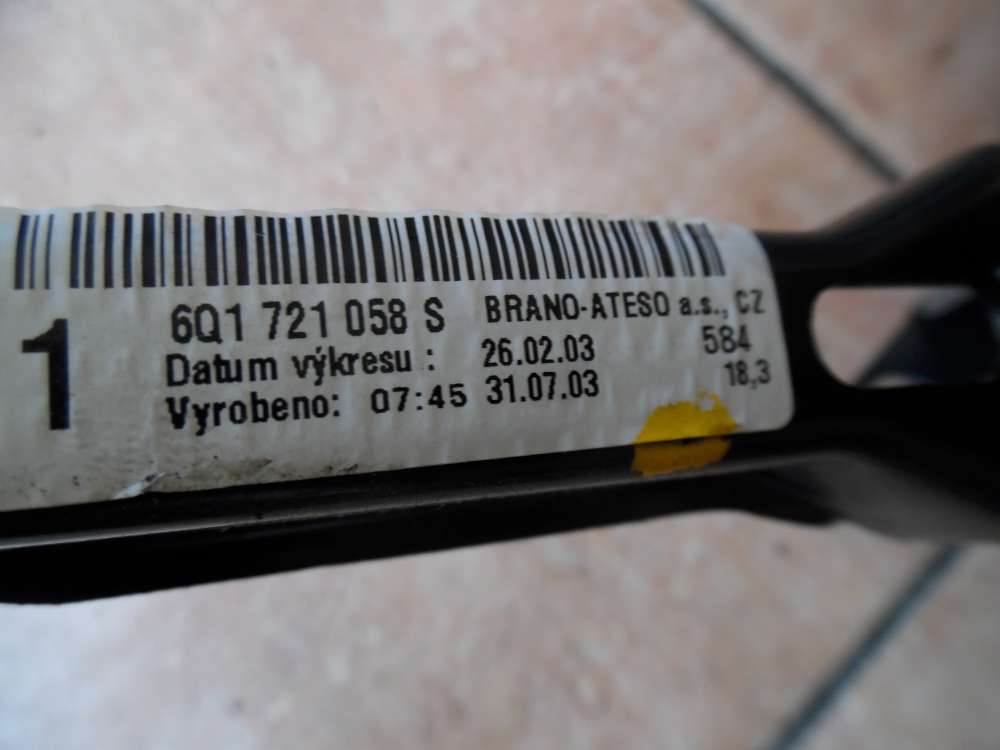 1
6Q1 721 058 S BRANO-ATESO a.s., CZ
Datum výkresu : 26.02.03 584
Vyrobeno: 07:45 31.07.03 18,3